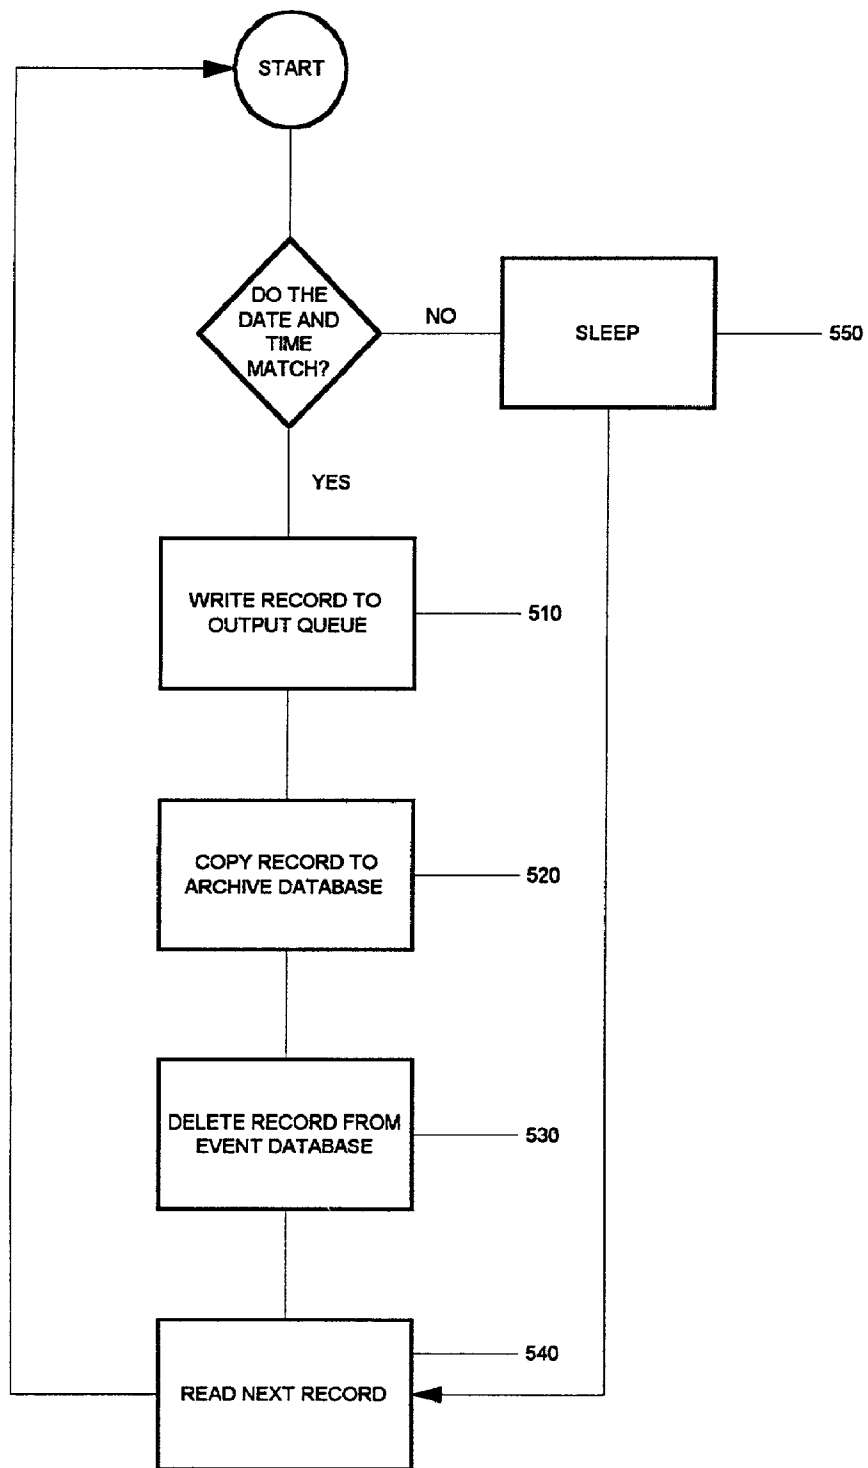 START
DO THE
DATE AND
TIME
MATCH?
NO
SLEEP
550
YES
WRITE RECORD TO
OUTPUT QUEUE
510
COPY RECORD TO
ARCHIVE DATABASE
520
DELETE RECORD FROM
EVENT DATABASE
530
540
READ NEXT RECORD